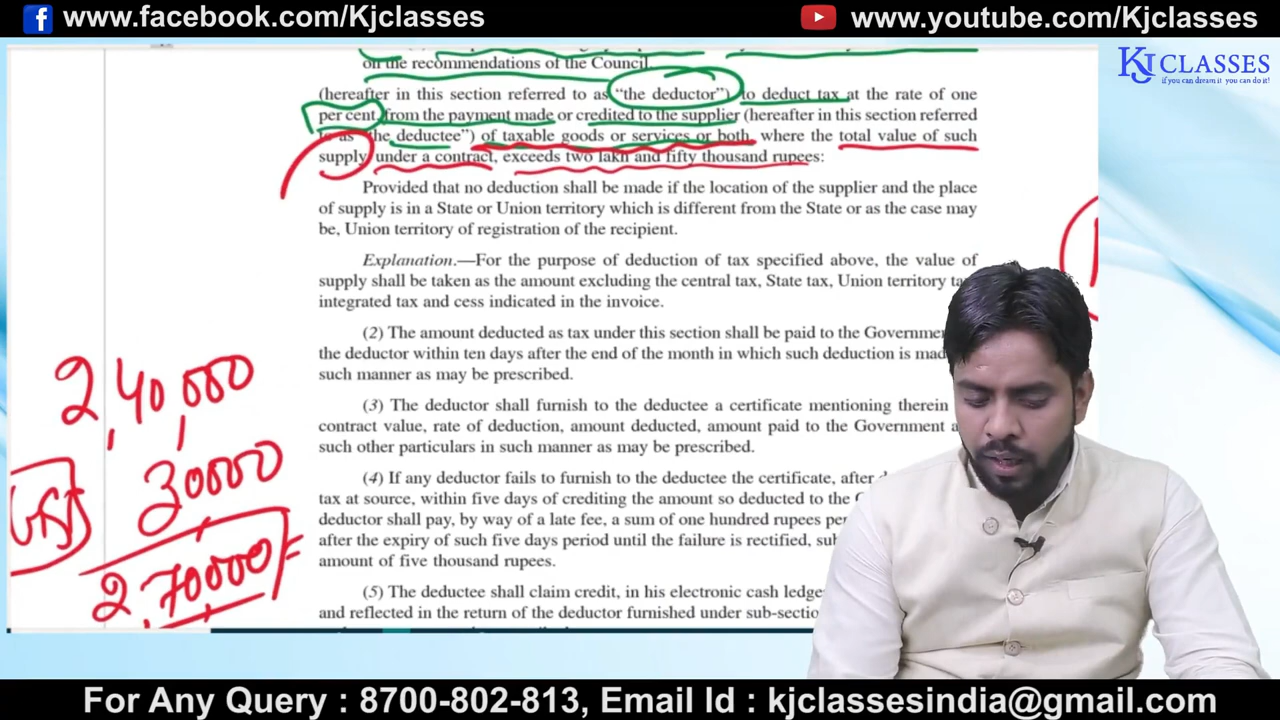 www.facebook.com/Kjclasses
www.youtube.com/Kjclasses
KJ CLASSES
if you can dream it you can do it!
on the recommendations of the Council.
(hereafter in this section referred to as “the deductor”), to deduct tax at the rate of one
per cent. from the payment made or credited to the supplier (hereafter in this section referred
to as “the deductee”) of taxable goods or services or both, where the total value of such
supply, under a contract, exceeds two lakh and fifty thousand rupees:
Provided that no deduction shall be made if the location of the supplier and the place
of supply is in a State or Union territory which is different from the State or as the case may
be, Union territory of registration of the recipient.
Explanation.—For the purpose of deduction of tax specified above, the value of
supply shall be taken as the amount excluding the central tax, State tax, Union territory ta
integrated tax and cess indicated in the invoice.
(2) The amount deducted as tax under this section shall be paid to the Governme
the deductor within ten days after the end of the month in which such deduction is mad
such manner as may be prescribed.
(3) The deductor shall furnish to the deductee a certificate mentioning therein
contract value, rate of deduction, amount deducted, amount paid to the Government a
such other particulars in such manner as may be prescribed.
(4) If any deductor fails to furnish to the deductee the certificate, after
tax at source, within five days of crediting the amount so deducted to the
deductor shall pay, by way of a late fee, a sum of one hundred rupees pe
after the expiry of such five days period until the failure is rectified, su
amount of five thousand rupees.
(5) The deductee shall claim credit, in his electronic cash ledge
and reflected in the return of the deductor furnished under sub-sectio
2,40,000
30000
2,70,000/=
For Any Query : 8700-802-813, Email Id : kjclassesindia@gmail.com